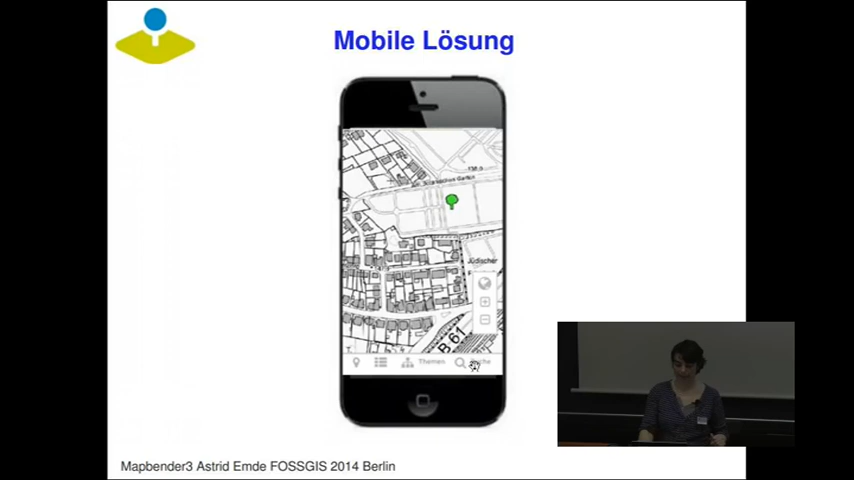 Mobile Lösung
Jüdischer
B 61
Themen
Mapbender3 Astrid Emde FOSSGIS 2014 Berlin